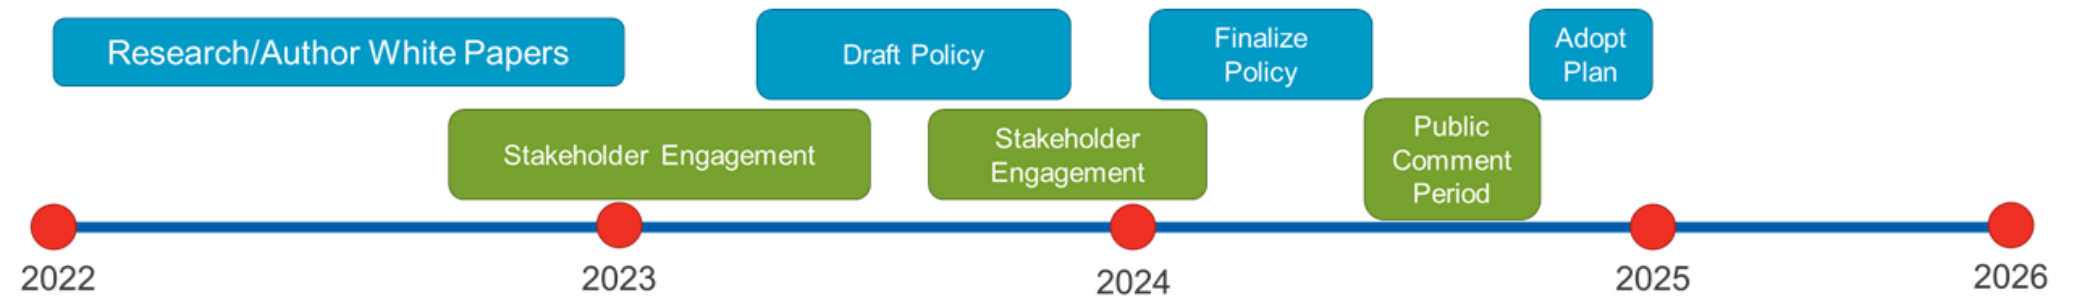 Research/Author White Papers
Draft Policy
Finalize
Policy
Adopt
Plan
Stakeholder Engagement
Stakeholder
Engagement
Public
Comment
Period
2022
2023
2024
2025
2026